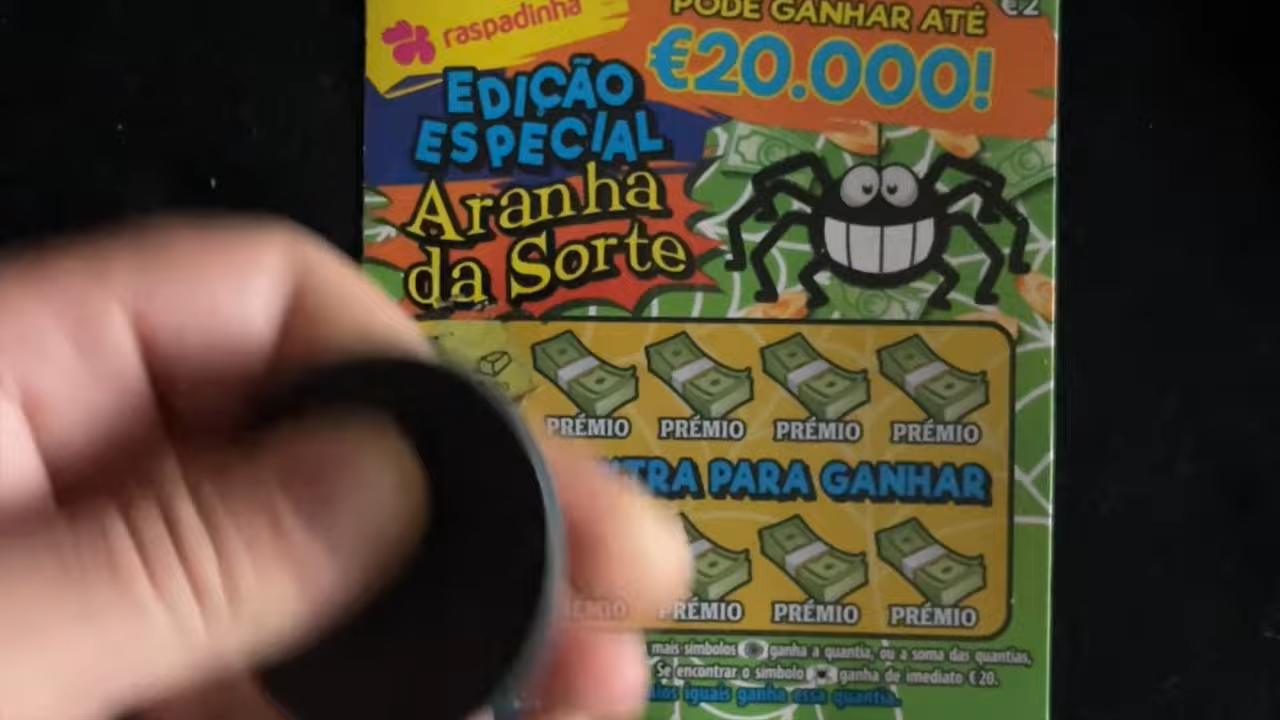 raspadinha
PODE GANHAR ATÉ
€20.000!
€2
EDIÇÃO
ESPECIAL
Aranha
da Sorte
PRÉMIO PRÉMIO PRÉMIO PRÉMIO
PARA GANHAR
PRÉMIO PRÉMIO PRÉMIO
mais símbolos ganha a quantia, ou a soma das quantias,
Se encontrar o símbolo ganha de imediato €20.
iguais ganha essa quantia.